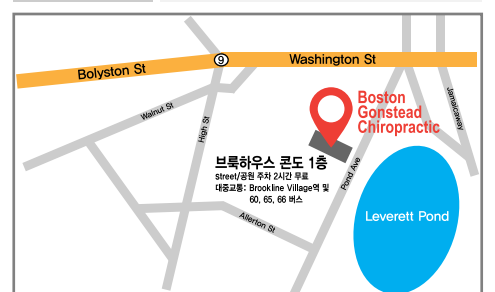 Bolyston St
9
Washington St
Walnut St
High St
Boston
Gonstead
Chiropractic
Jamaicaway
브룩하우스 콘도 1층
street/공원 주차 2시간 무료
대중교통: Brookline Village역 및
60, 65, 66 버스
Pond Ave
Allerton St
Leverett Pond